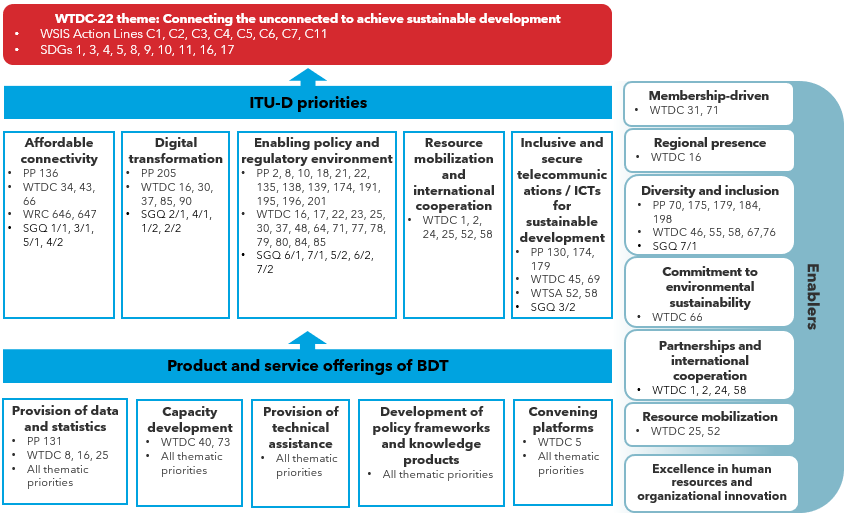 WTDC-22 theme: Connecting the unconnected to achieve sustainable development
• WSIS Action Lines C1, C2, C3, C4, C5, C6, C7, C11
• SDGs 1, 3, 4, 5, 8, 9, 10, 11, 16, 17
ITU-D priorities
Affordable
connectivity
• PP 136
• WTDC 34, 43,
66
• WRC 646, 647
• SGQ 1/1, 3/1,
5/1, 4/2
Digital
transformation
• PP 205
• WTDC 16, 30,
37, 85, 90
• SGQ 2/1, 4/1,
1/2, 2/2
Enabling policy and
regulatory environment
• PP 2, 8, 10, 18, 21, 22,
135, 138, 139, 174, 191,
195, 196, 201
• WTDC 16, 17, 22, 23, 25,
30, 37, 48, 64, 71, 77, 78,
79, 80, 84, 85
• SGQ 6/1, 7/1, 5/2, 6/2,
7/2
Resource
mobilization
and
international
cooperation
• WTDC 1, 2,
24, 25, 52, 58
Inclusive and
secure
telecommunic
ations / ICTs
for
sustainable
development
• PP 130, 174,
179
• WTDC 45, 69
• WTSA 52, 58
• SGQ 3/2
Product and service offerings of BDT
Provision of data
and statistics
• PP 131
• WTDC 8, 16, 25
• All thematic
priorities
Capacity
development
• WTDC 40, 73
• All thematic
priorities
Provision of
technical
assistance
• All thematic
priorities
Development of
policy frameworks
and knowledge
products
• All thematic priorities
Convening
platforms
• WTDC 5
• All thematic
priorities
Membership-driven
• WTDC 31, 71
Regional presence
• WTDC 16
Diversity and inclusion
• PP 70, 175, 179, 184,
198
• WTDC 46, 55, 58, 67,76
• SGQ 7/1
Commitment to
environmental
sustainability
• WTDC 66
Partnerships and
international
cooperation
• WTDC 1, 2, 24, 58
Resource mobilization
• WTDC 25, 52
Excellence in human
resources and
organizational innovation
Enablers